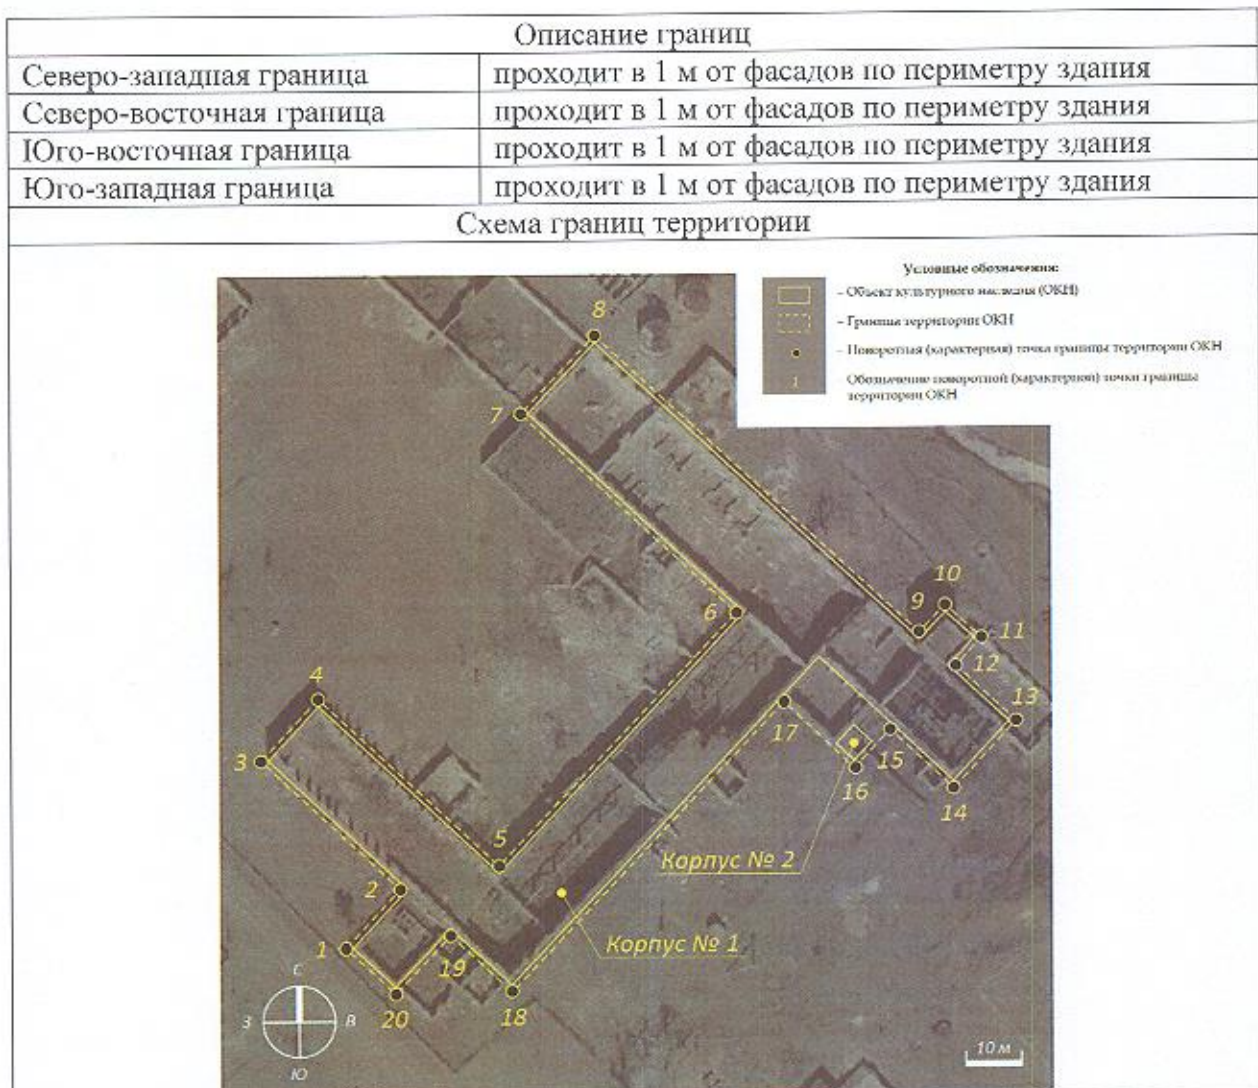 Описание границ
Северо-западная граница проходит в 1 м от фасадов по периметру здания
Северо-восточная граница проходит в 1 м от фасадов по периметру здания
Юго-восточная граница проходит в 1 м от фасадов по периметру здания
Юго-западная граница проходит в 1 м от фасадов по периметру здания
Схема границ территории
Условные обозначения:
– Объект культурного наследия (ОКН)
– Граница территории ОКН
– Поворотная (характерная) точка границы территории ОКН
1 Обозначение поворотной (характерной) точки границы
территории ОКН
8
7
10
9
6
11
12
4
13
17
3
15
16
14
5
Корпус № 2
2
Корпус № 1
1
19
С
20
18
З
В
10 м
Ю